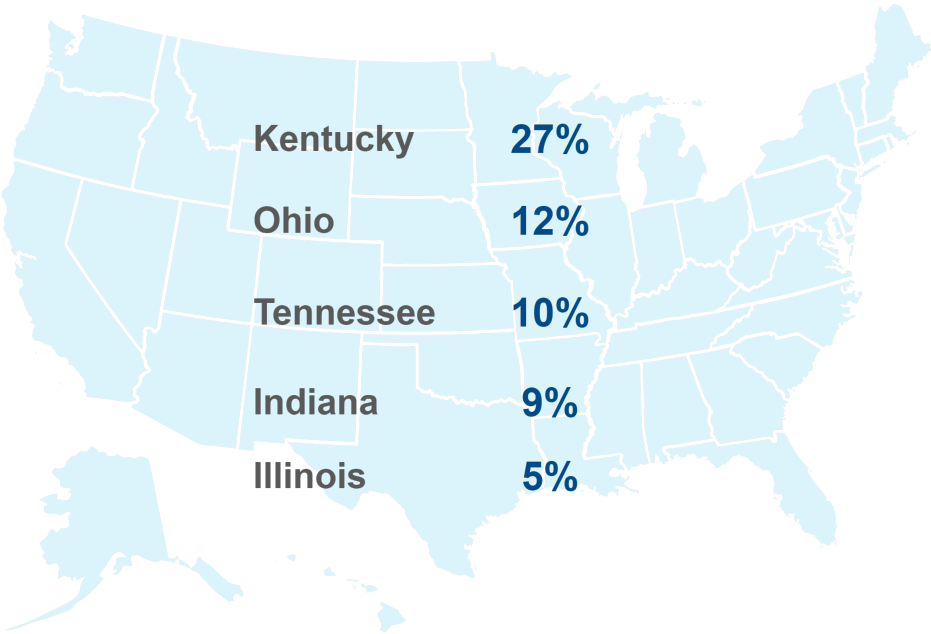 Kentucky 27%
Ohio 12%
Tennessee 10%
Indiana 9%
Illinois 5%